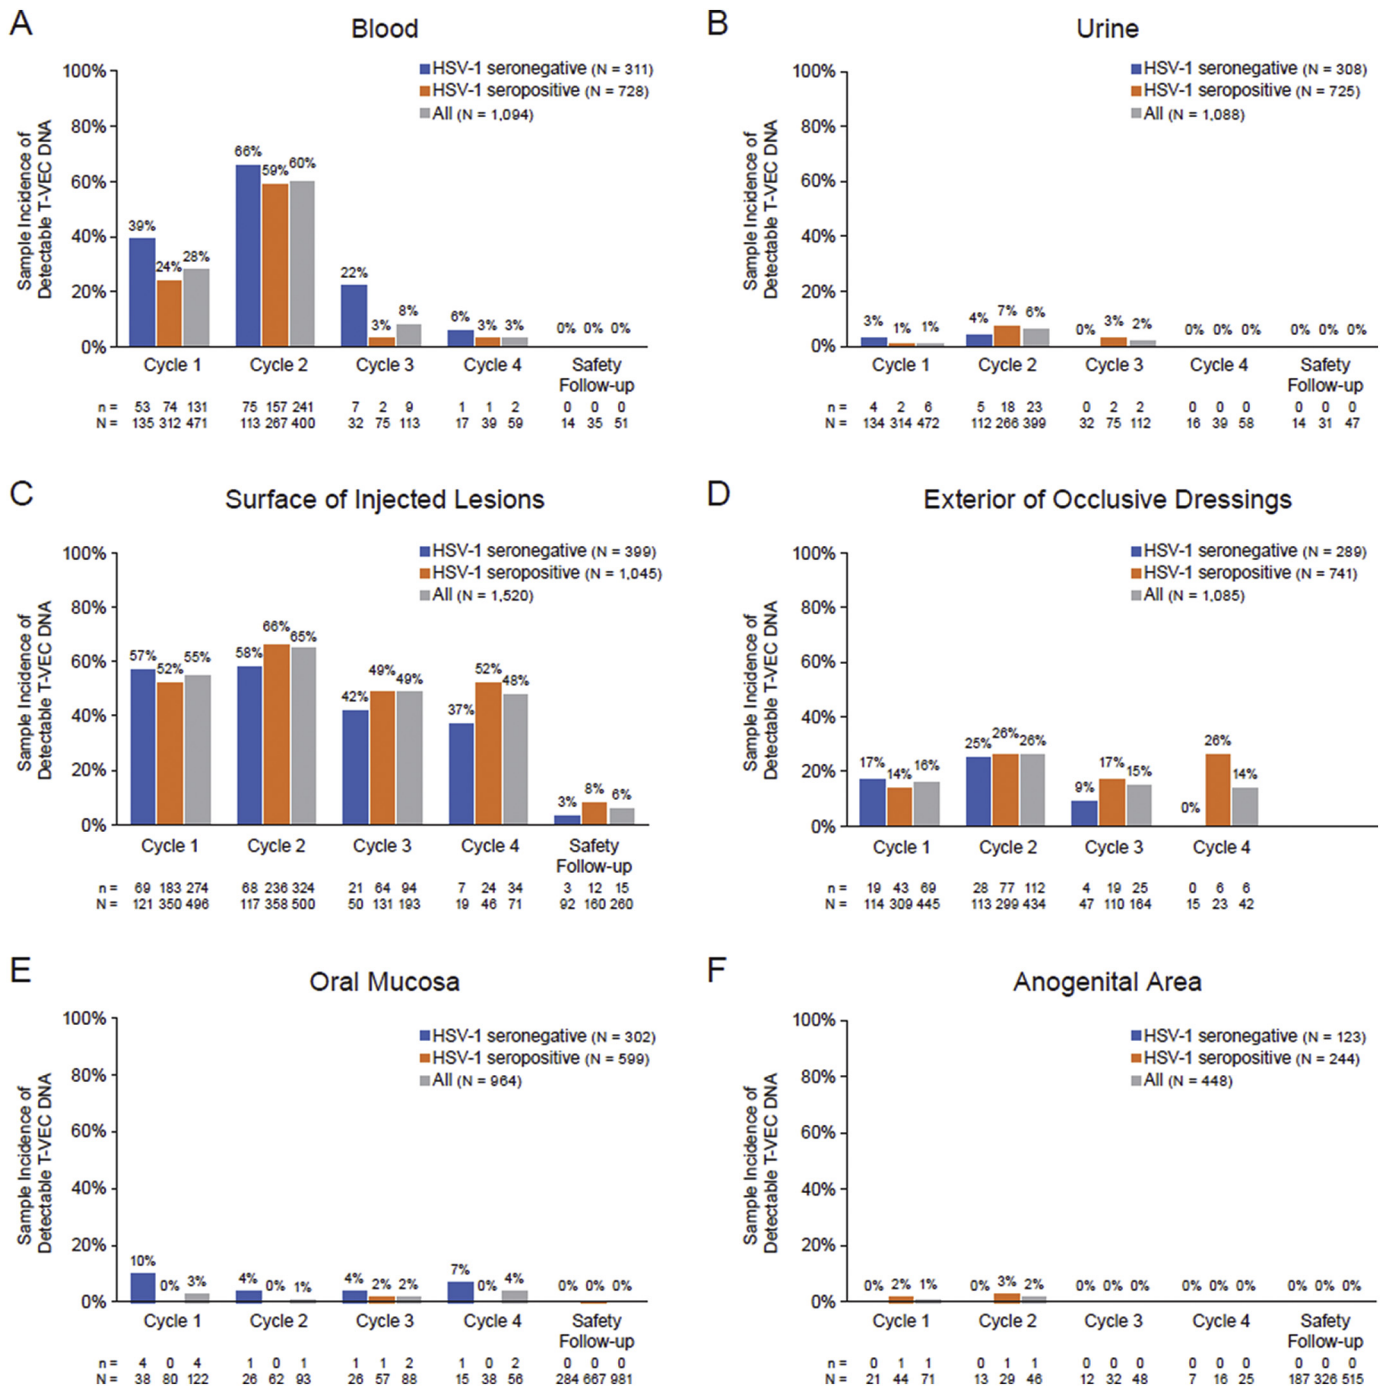 A
Blood
Sample Incidence of
Detectable T-VEC DNA
100%
80%
60%
40%
20%
0%
HSV-1 seronegative (N = 311)
HSV-1 seropositive (N = 728)
All (N = 1,094)
39%
24%
28%
66%
59%
60%
22%
3%
8%
6%
3%
3%
0% 0% 0%
Cycle 1
Cycle 2
Cycle 3
Cycle 4
Safety
Follow-up
n = 53 74 131 75 157 241 7 2 9 1 1 2 0 0 0
N = 135 312 471 113 267 400 32 75 113 17 39 59 14 35 51
B
Urine
Sample Incidence of
Detectable T-VEC DNA
100%
80%
60%
40%
20%
0%
HSV-1 seronegative (N = 308)
HSV-1 seropositive (N = 725)
All (N = 1,088)
3%
1%
1%
4%
7%
6%
0%
3%
2%
0% 0% 0%
0% 0% 0%
Cycle 1
Cycle 2
Cycle 3
Cycle 4
Safety
Follow-up
n = 4 2 6 5 18 23 0 2 2 0 0 0 0 0 0
N = 134 314 472 112 266 399 32 75 112 16 39 58 14 31 47
C
Surface of Injected Lesions
Sample Incidence of
Detectable T-VEC DNA
100%
80%
60%
40%
20%
0%
HSV-1 seronegative (N = 399)
HSV-1 seropositive (N = 1,045)
All (N = 1,520)
57%
52%
55%
58%
66%
65%
42%
49%
49%
37%
52%
48%
3%
8%
6%
Cycle 1
Cycle 2
Cycle 3
Cycle 4
Safety
Follow-up
n = 69 183 274 68 236 324 21 64 94 7 24 34 3 12 15
N = 121 350 496 117 358 500 50 131 193 19 46 71 92 160 260
D
Exterior of Occlusive Dressings
Sample Incidence of
Detectable T-VEC DNA
100%
80%
60%
40%
20%
0%
HSV-1 seronegative (N = 289)
HSV-1 seropositive (N = 741)
All (N = 1,085)
17%
14%
16%
25%
26%
26%
9%
17%
15%
0%
26%
14%
Cycle 1
Cycle 2
Cycle 3
Cycle 4
n = 19 43 69 28 77 112 4 19 25 0 6 6
N = 114 309 445 113 299 434 47 110 164 15 23 42
E
Oral Mucosa
Sample Incidence of
Detectable T-VEC DNA
100%
80%
60%
40%
20%
0%
HSV-1 seronegative (N = 302)
HSV-1 seropositive (N = 599)
All (N = 964)
10%
0%
3%
4%
0%
1%
4%
2%
2%
7%
0%
4%
0% 0% 0%
Cycle 1
Cycle 2
Cycle 3
Cycle 4
Safety
Follow-up
n = 4 0 4 1 0 1 1 1 2 1 0 2 0 0 0
N = 38 80 122 26 62 93 26 57 88 15 38 56 284 667 981
F
Anogenital Area
Sample Incidence of
Detectable T-VEC DNA
100%
80%
60%
40%
20%
0%
HSV-1 seronegative (N = 123)
HSV-1 seropositive (N = 244)
All (N = 448)
0%
2%
1%
0%
3%
2%
0% 0% 0%
0% 0% 0%
0% 0% 0%
Cycle 1
Cycle 2
Cycle 3
Cycle 4
Safety
Follow-up
n = 0 1 1 0 1 1 0 0 0 0 0 0 0 0 0
N = 21 44 71 13 29 46 12 32 48 7 16 25 187 326 515